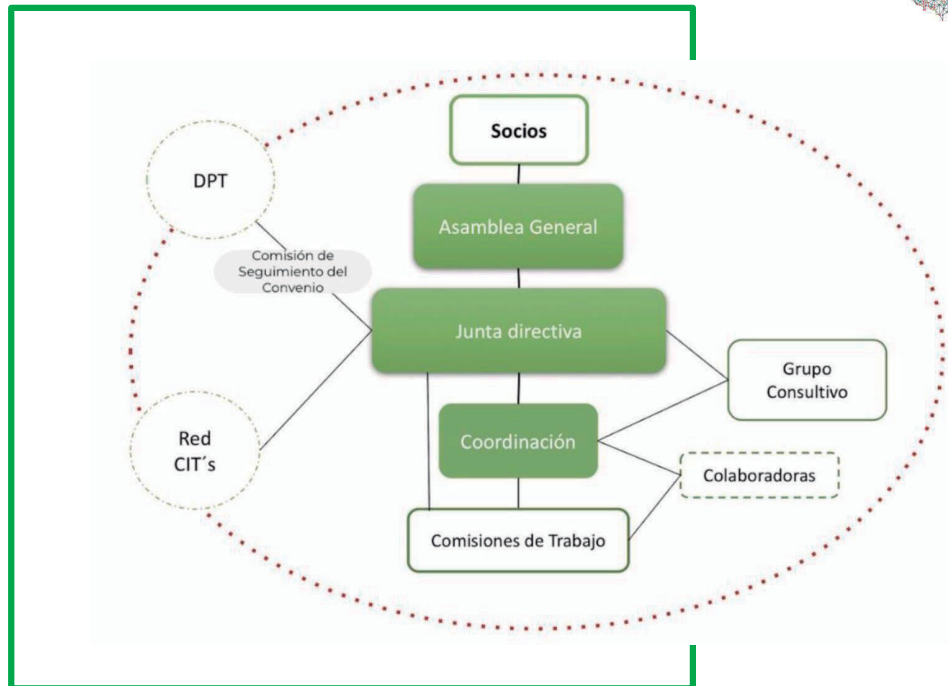 Socios
DPT
Asamblea General
Comisión de
Seguimiento del
Convenio
Junta directiva
Grupo
Consultivo
Red
CIT´s
Coordinación
Colaboradoras
Comisiones de Trabajo